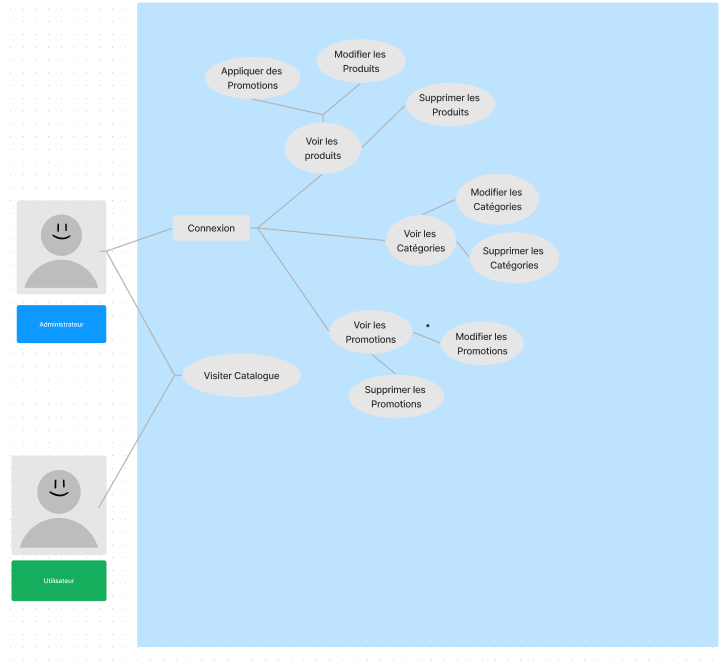 Modifier les
Produits
Appliquer des
Promotions
Supprimer les
Produits
Voir les
produits
Modifier les
Catégories
Connexion
Voir les
Catégories
Supprimer les
Catégories
Administrateur
Voir les
Promotions
Modifier les
Promotions
Visiter Catalogue
Supprimer les
Promotions
Utilisateur